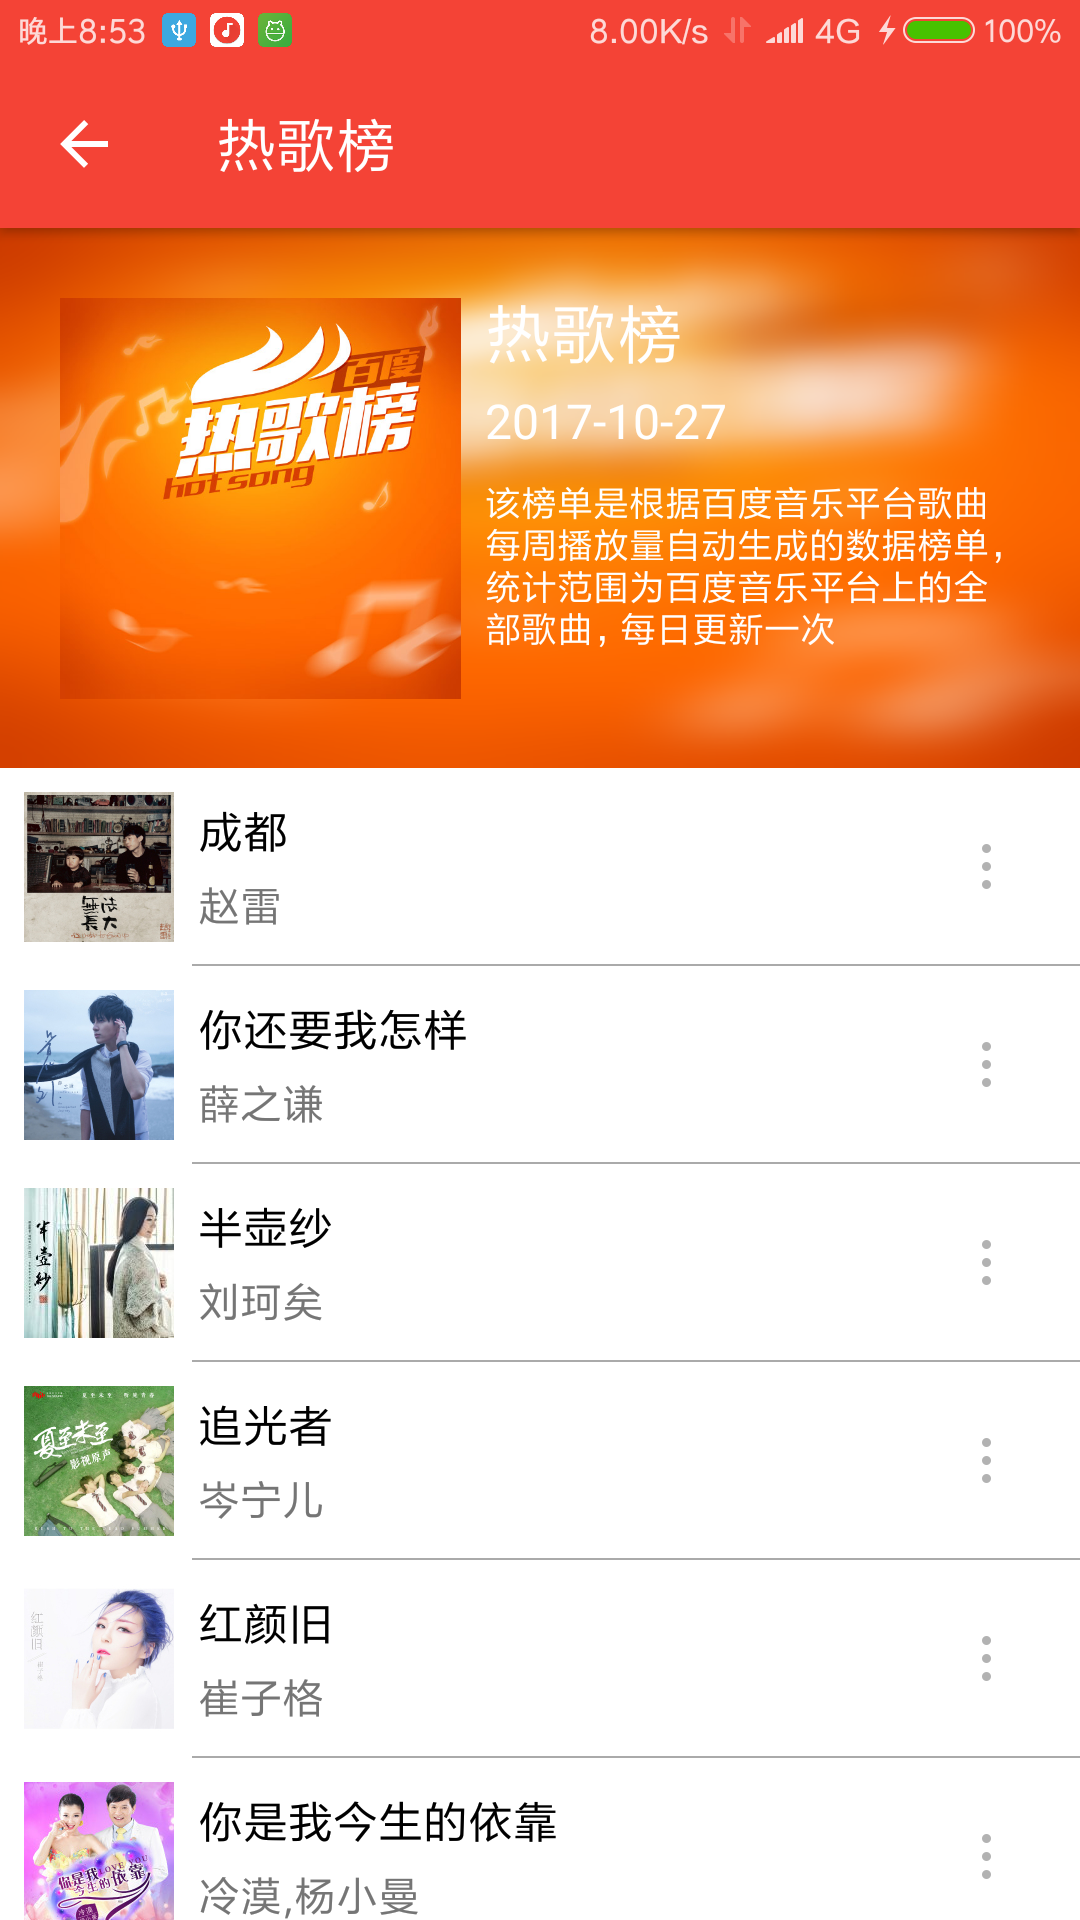 晚上8:53
8.00K/s 4G 100%
热歌榜
百度
热歌榜
hot song
热歌榜
2017-10-27
该榜单是根据百度音乐平台歌曲
每周播放量自动生成的数据榜单，
统计范围为百度音乐平台上的全
部歌曲，每日更新一次
無法
長大
成都
赵雷
你还要我怎样
薛之谦
半壶纱
半壺紗
刘珂矣
夏至未至
影视原声
追光者
岑宁儿
红颜旧
红颜旧
崔子格
你是我
LOVE YOU
今生的依靠
冷漠
你是我今生的依靠
冷漠,杨小曼